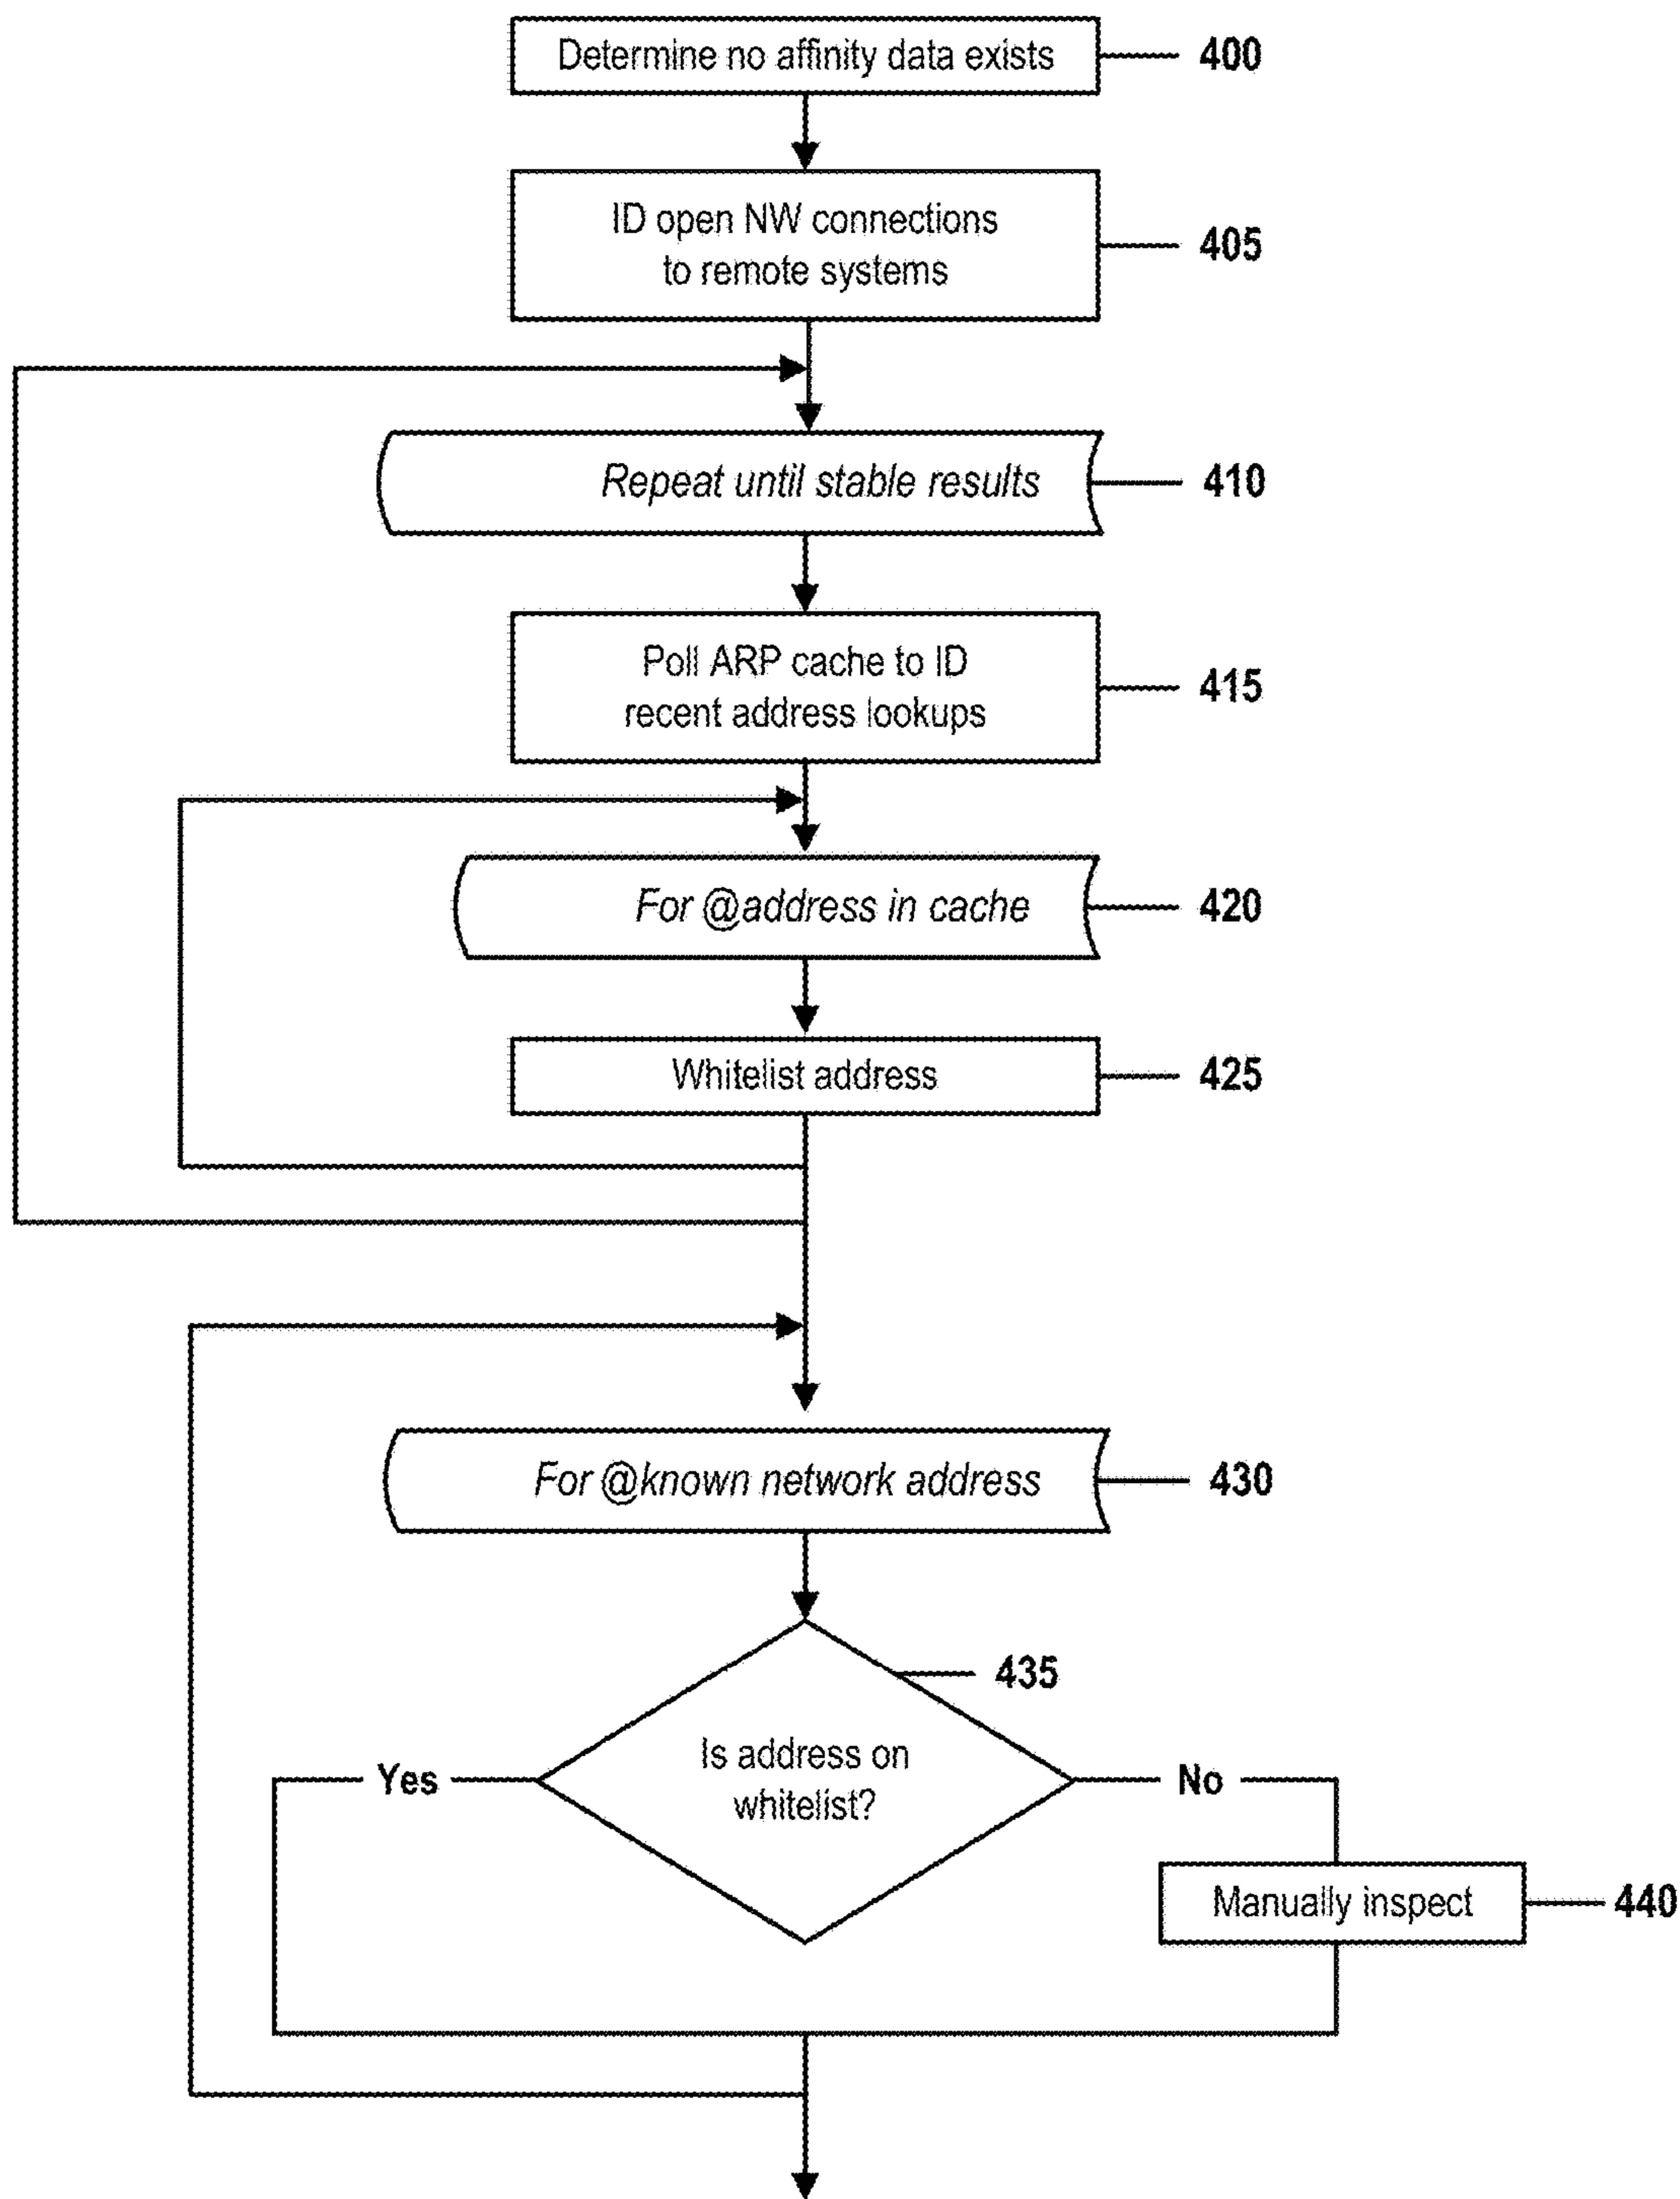 Determine no affinity data exists
400
ID open NW connections
to remote systems
405
Repeat until stable results
410
Poll ARP cache to ID
recent address lookups
415
For @address in cache
420
Whitelist address
425
For @known network address
430
435
Is address on
whitelist?
Yes
No
Manually inspect
440